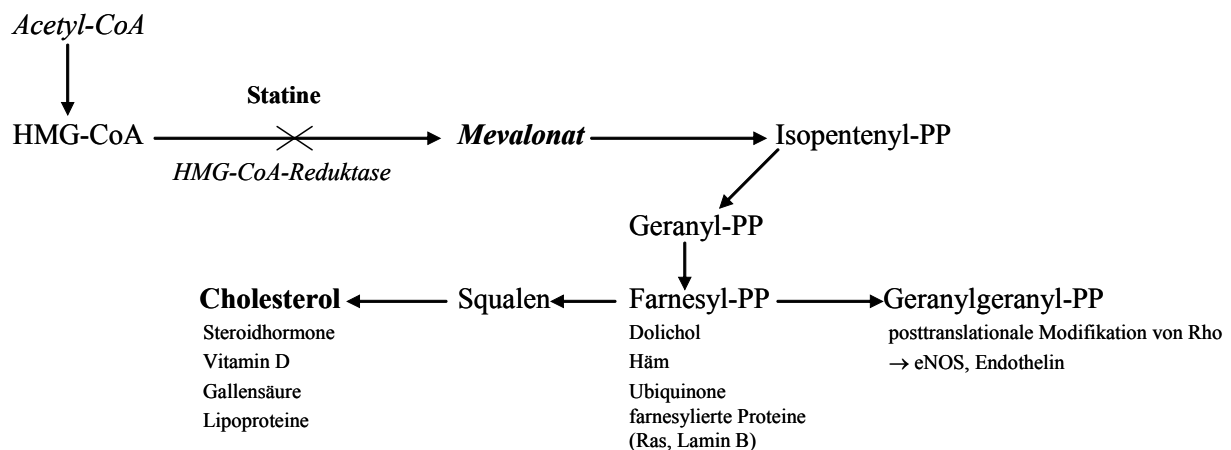 Acetyl-CoA
Statine
HMG-CoA
Mevalonat
Isopentenyl-PP
HMG-CoA-Reduktase
Geranyl-PP
Cholesterol
Squalen
Farnesyl-PP
Geranylgeranyl-PP
Steroidhormone
Dolichol
posttranslationale Modifikation von Rho
Vitamin D
Häm
→ eNOS, Endothelin
Gallensäure
Ubiquinone
Lipoproteine
farnesylierte Proteine
(Ras, Lamin B)